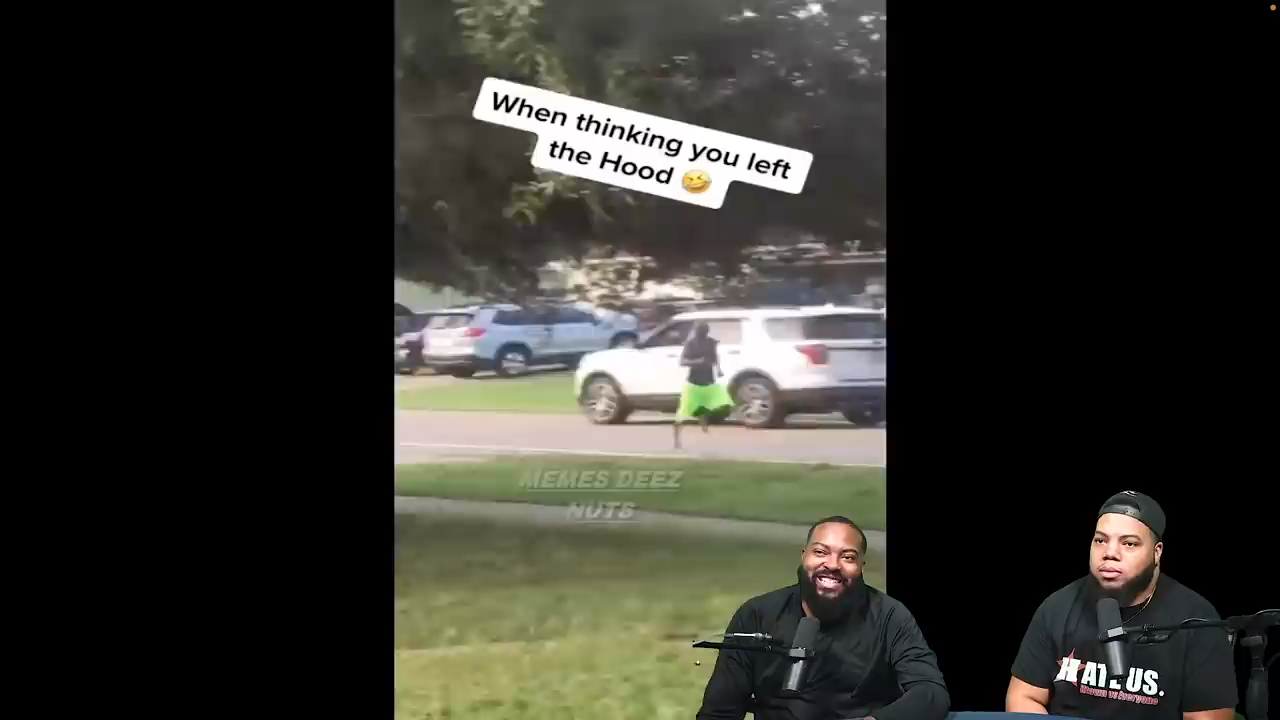 When thinking you left
the Hood 🤣
MEMES DEEZ
NUTS
HATE US.